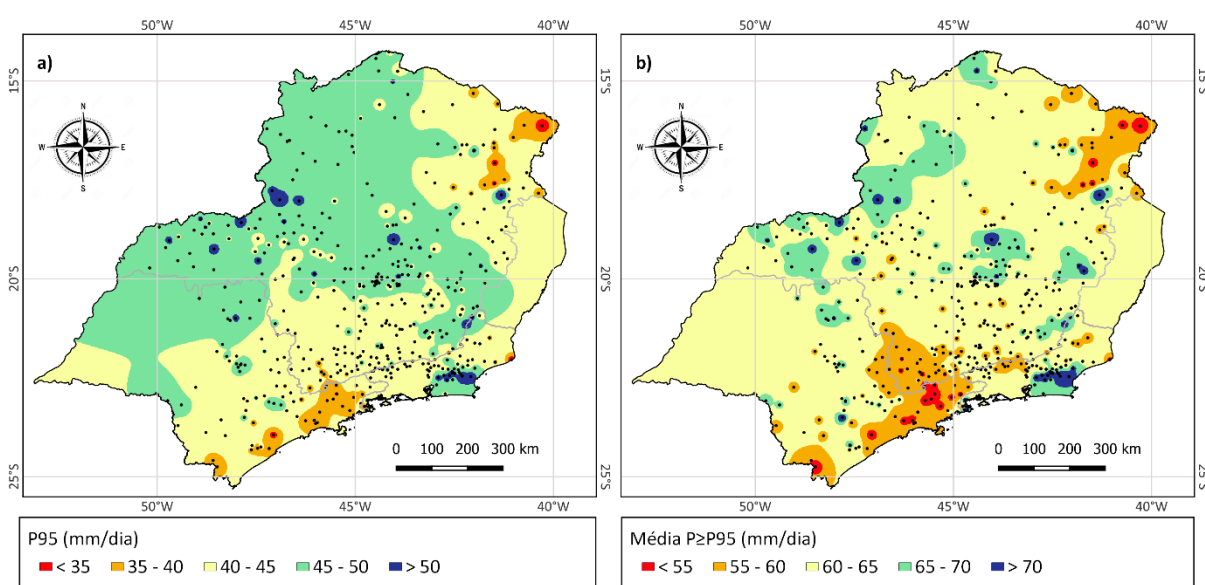 50°W 45°W 40°W 50°W 45°W 40°W
a) b)
15°S 15°S 15°S
N N
W E W E
S S
20°S 20°S 20°S
0 100 200 300 km 0 100 200 300 km
25°S 25°S 25°S
50°W 45°W 40°W 50°W 45°W 40°W
P95 (mm/dia) Média P≥P95 (mm/dia)
< 35 35 - 40 40 - 45 45 - 50 > 50 < 55 55 - 60 60 - 65 65 - 70 > 70